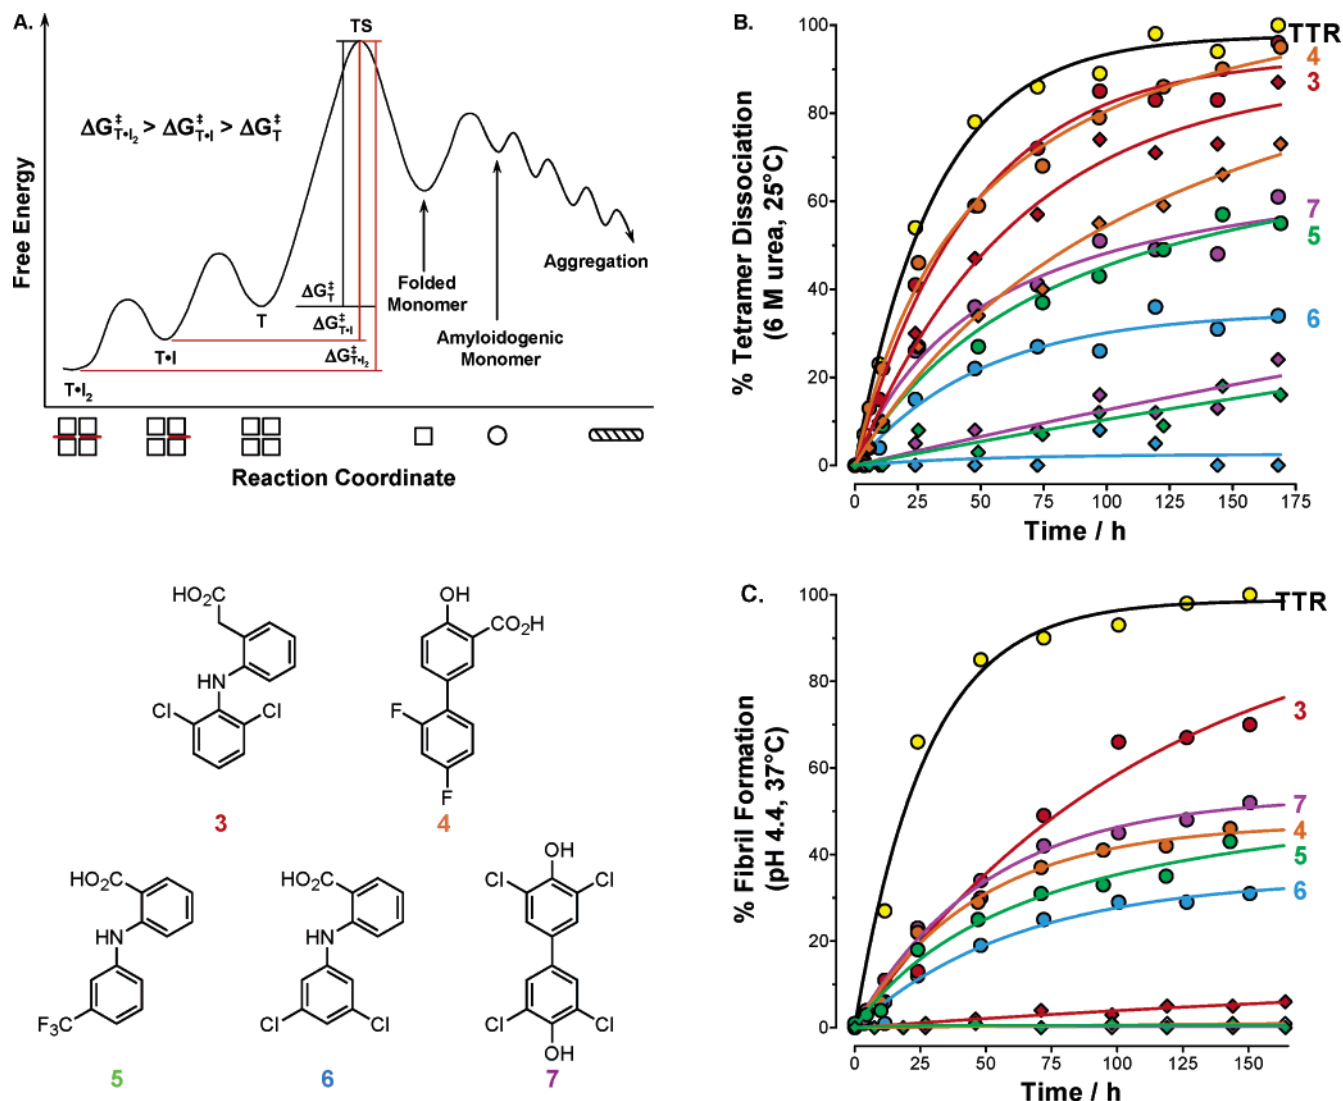 A.
TS
ΔG‡T•I₂ > ΔG‡T•I > ΔG‡T
Free Energy
T•I₂
T•I
T
ΔG‡T
ΔG‡T•I
ΔG‡T•I₂
Folded
Monomer
Amyloidogenic
Monomer
Aggregation
Reaction Coordinate
B.
% Tetramer Dissociation
(6 M urea, 25°C)
100
80
60
40
20
0
0 25 50 75 100 125 150 175
Time / h
TTR
4
3
7
5
6
HO₂C
HN
Cl
Cl
3
OH
CO₂H
F
F
4
HO₂C
HN
F₃C
5
HO₂C
HN
Cl
Cl
6
OH
Cl
Cl
Cl
Cl
OH
7
C.
% Fibril Formation
(pH 4.4, 37°C)
100
80
60
40
20
0
0 25 50 75 100 125 150
Time / h
TTR
3
7
4
5
6